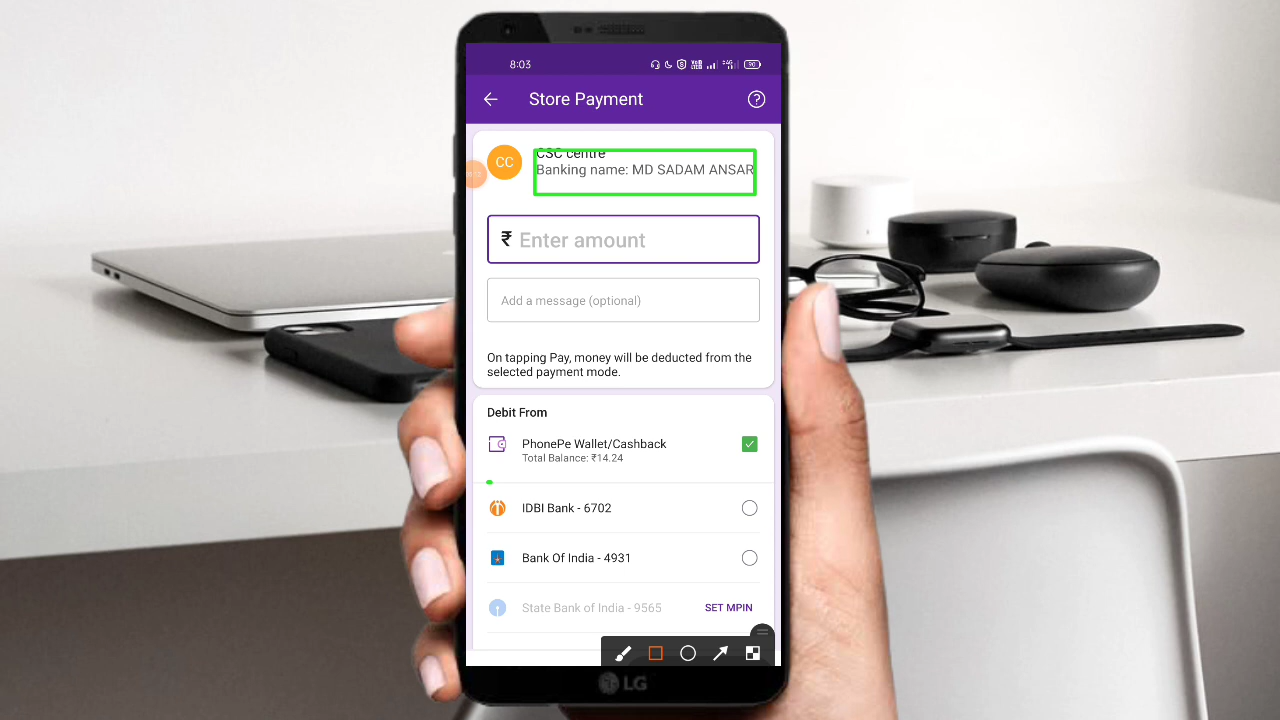 8:03
90
Store Payment
CC
CSC centre
Banking name: MD SADAM ANSAR
₹ Enter amount
Add a message (optional)
On tapping Pay, money will be deducted from the
selected payment mode.
Debit From
PhonePe Wallet/Cashback
Total Balance: ₹14.24
IDBI Bank - 6702
Bank Of India - 4931
State Bank of India - 9565
SET MPIN
LG